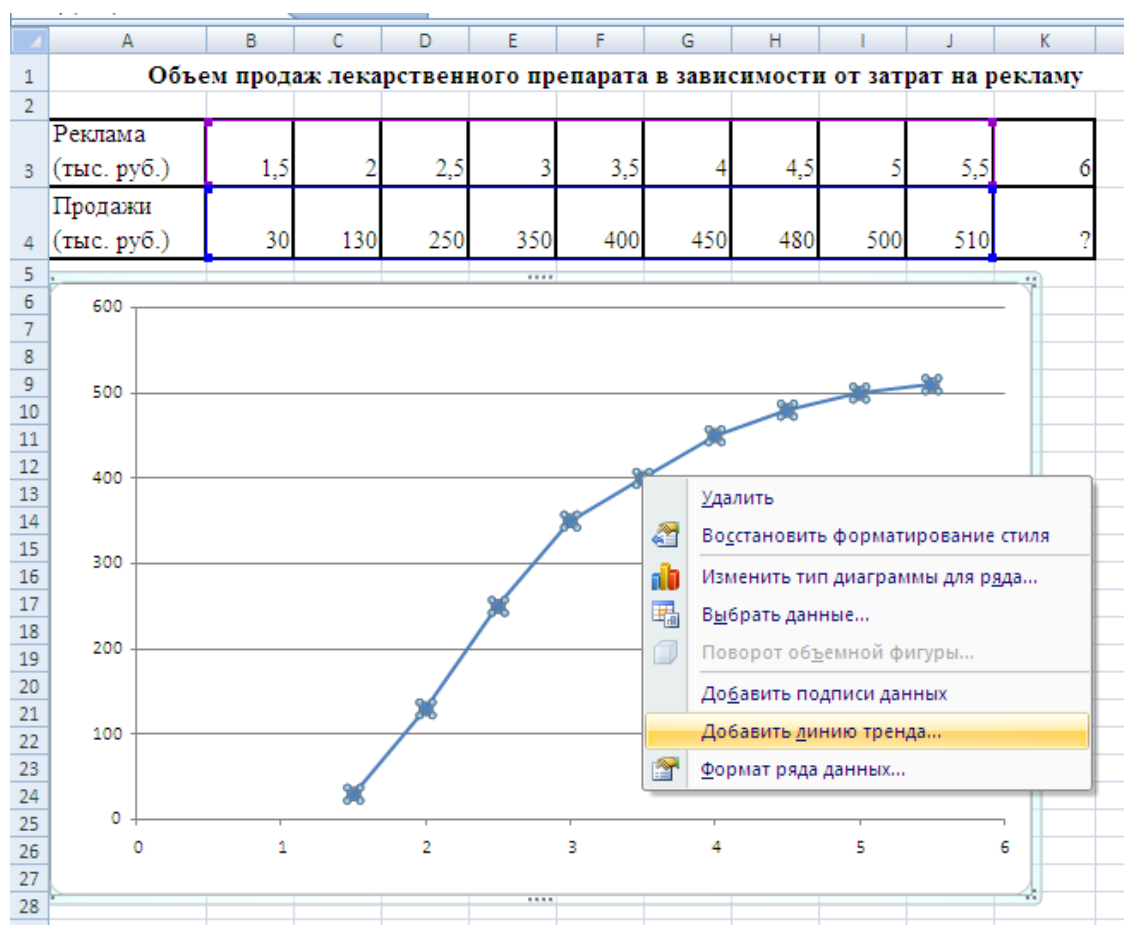 A B C D E F G H I J K
1 Объем продаж лекарственного препарата в зависимости от затрат на рекламу
2
Реклама
3 (тыс. руб.) 1,5 2 2,5 3 3,5 4 4,5 5 5,5 6
Продажи
4 (тыс. руб.) 30 130 250 350 400 450 480 500 510 ?
5
6 600
7
8
9 500
10
11
12 400
13 Удалить
14 Восстановить форматирование стиля
15 300
16 Изменить тип диаграммы для ряда...
17 Выбрать данные...
18
19 200 Поворот объемной фигуры...
20
21 Добавить подписи данных
22 100 Добавить линию тренда...
23 Формат ряда данных...
24
25 0
26 0 1 2 3 4 5 6
27
28